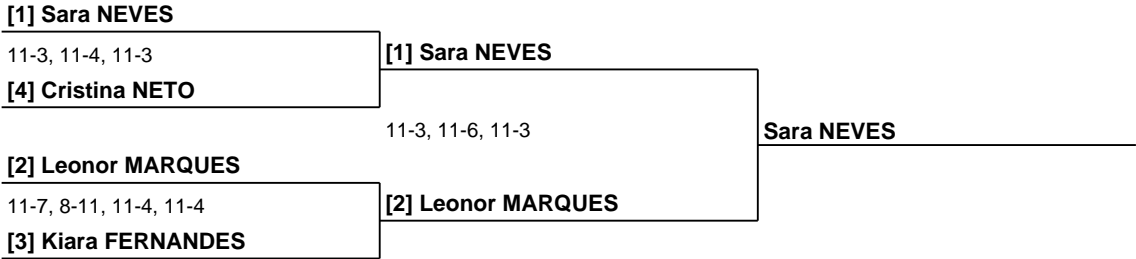 [1] Sara NEVES
11-3, 11-4, 11-3
[1] Sara NEVES
[4] Cristina NETO
11-3, 11-6, 11-3
Sara NEVES
[2] Leonor MARQUES
11-7, 8-11, 11-4, 11-4
[2] Leonor MARQUES
[3] Kiara FERNANDES